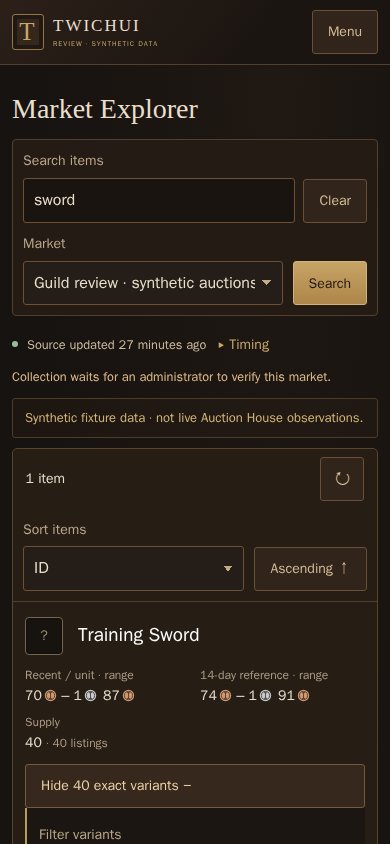 T
TWICHUI
REVIEW · SYNTHETIC DATA
Menu
Market Explorer
Search items
sword
Clear
Market
Guild review · synthetic auctions
Search
Source updated 27 minutes ago ▸ Timing
Collection waits for an administrator to verify this market.
Synthetic fixture data · not live Auction House observations.
1 item
Sort items
ID
Ascending ↑
?
Training Sword
Recent / unit · range
70 – 1 87
14-day reference · range
74 – 1 91
Supply
40 · 40 listings
Hide 40 exact variants −
Filter variants